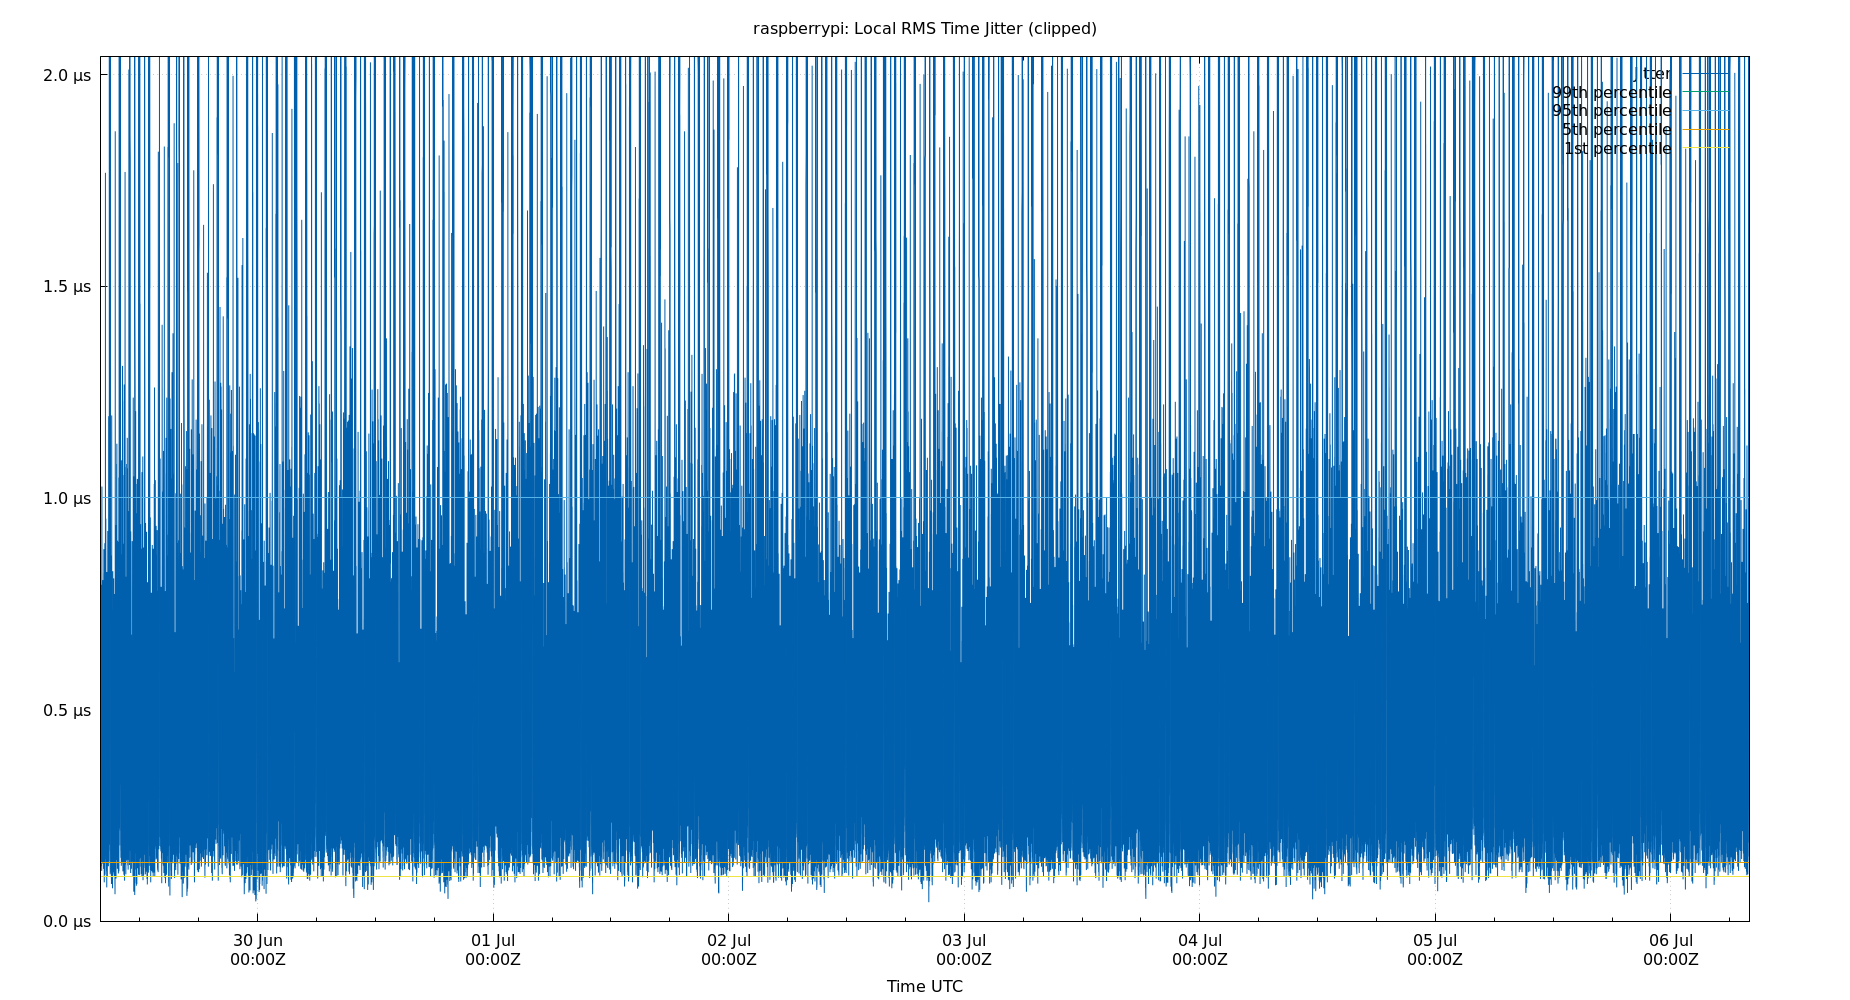 raspberrypi: Local RMS Time Jitter (clipped)
2.0 µs
1.5 µs
1.0 µs
0.5 µs
0.0 µs
jitter
99th percentile
95th percentile
5th percentile
1st percentile
30 Jun
00:00Z
01 Jul
00:00Z
02 Jul
00:00Z
03 Jul
00:00Z
04 Jul
00:00Z
05 Jul
00:00Z
06 Jul
00:00Z
Time UTC